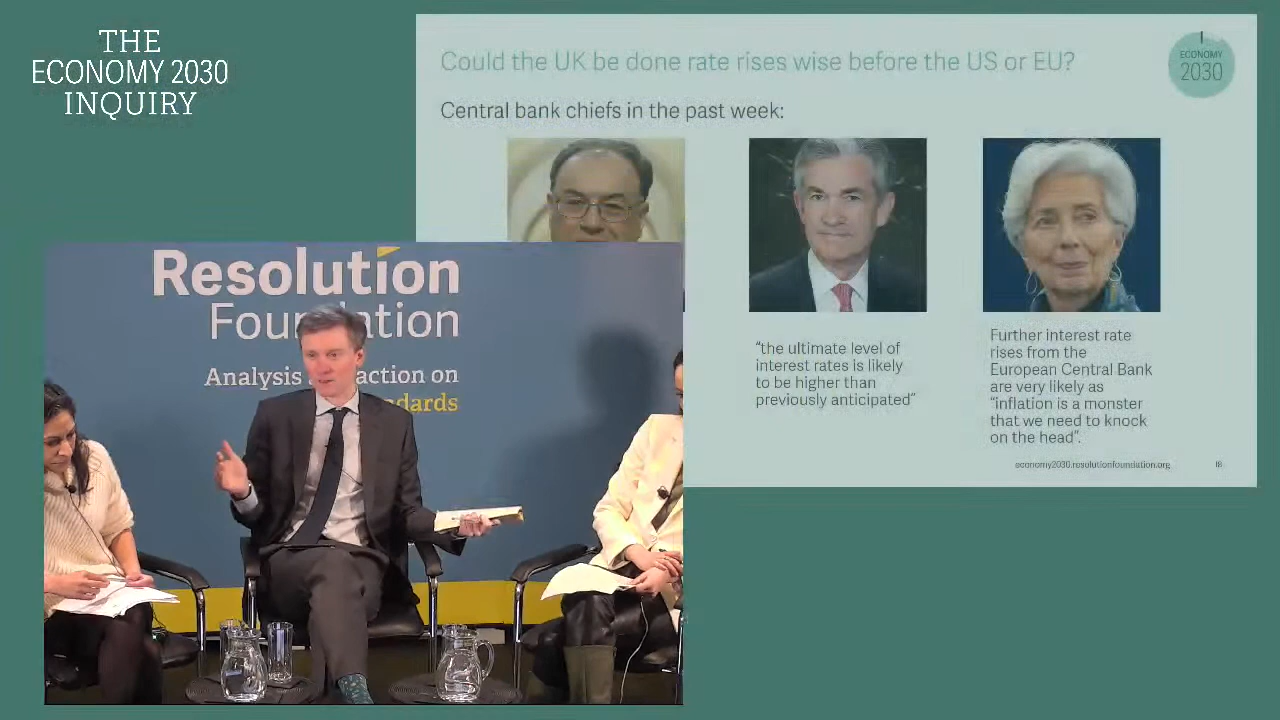 THE
ECONOMY 2030
INQUIRY
Could the UK be done rate rises wise before the US or EU?
ECONOMY
2030
Central bank chiefs in the past week:
"the ultimate level of
interest rates is likely
to be higher than
previously anticipated"
Further interest rate
rises from the
European Central Bank
are very likely as
"inflation is a monster
that we need to knock
on the head".
economy2030.resolutionfoundation.org
18
Resolution
Foundation
Analysis action on